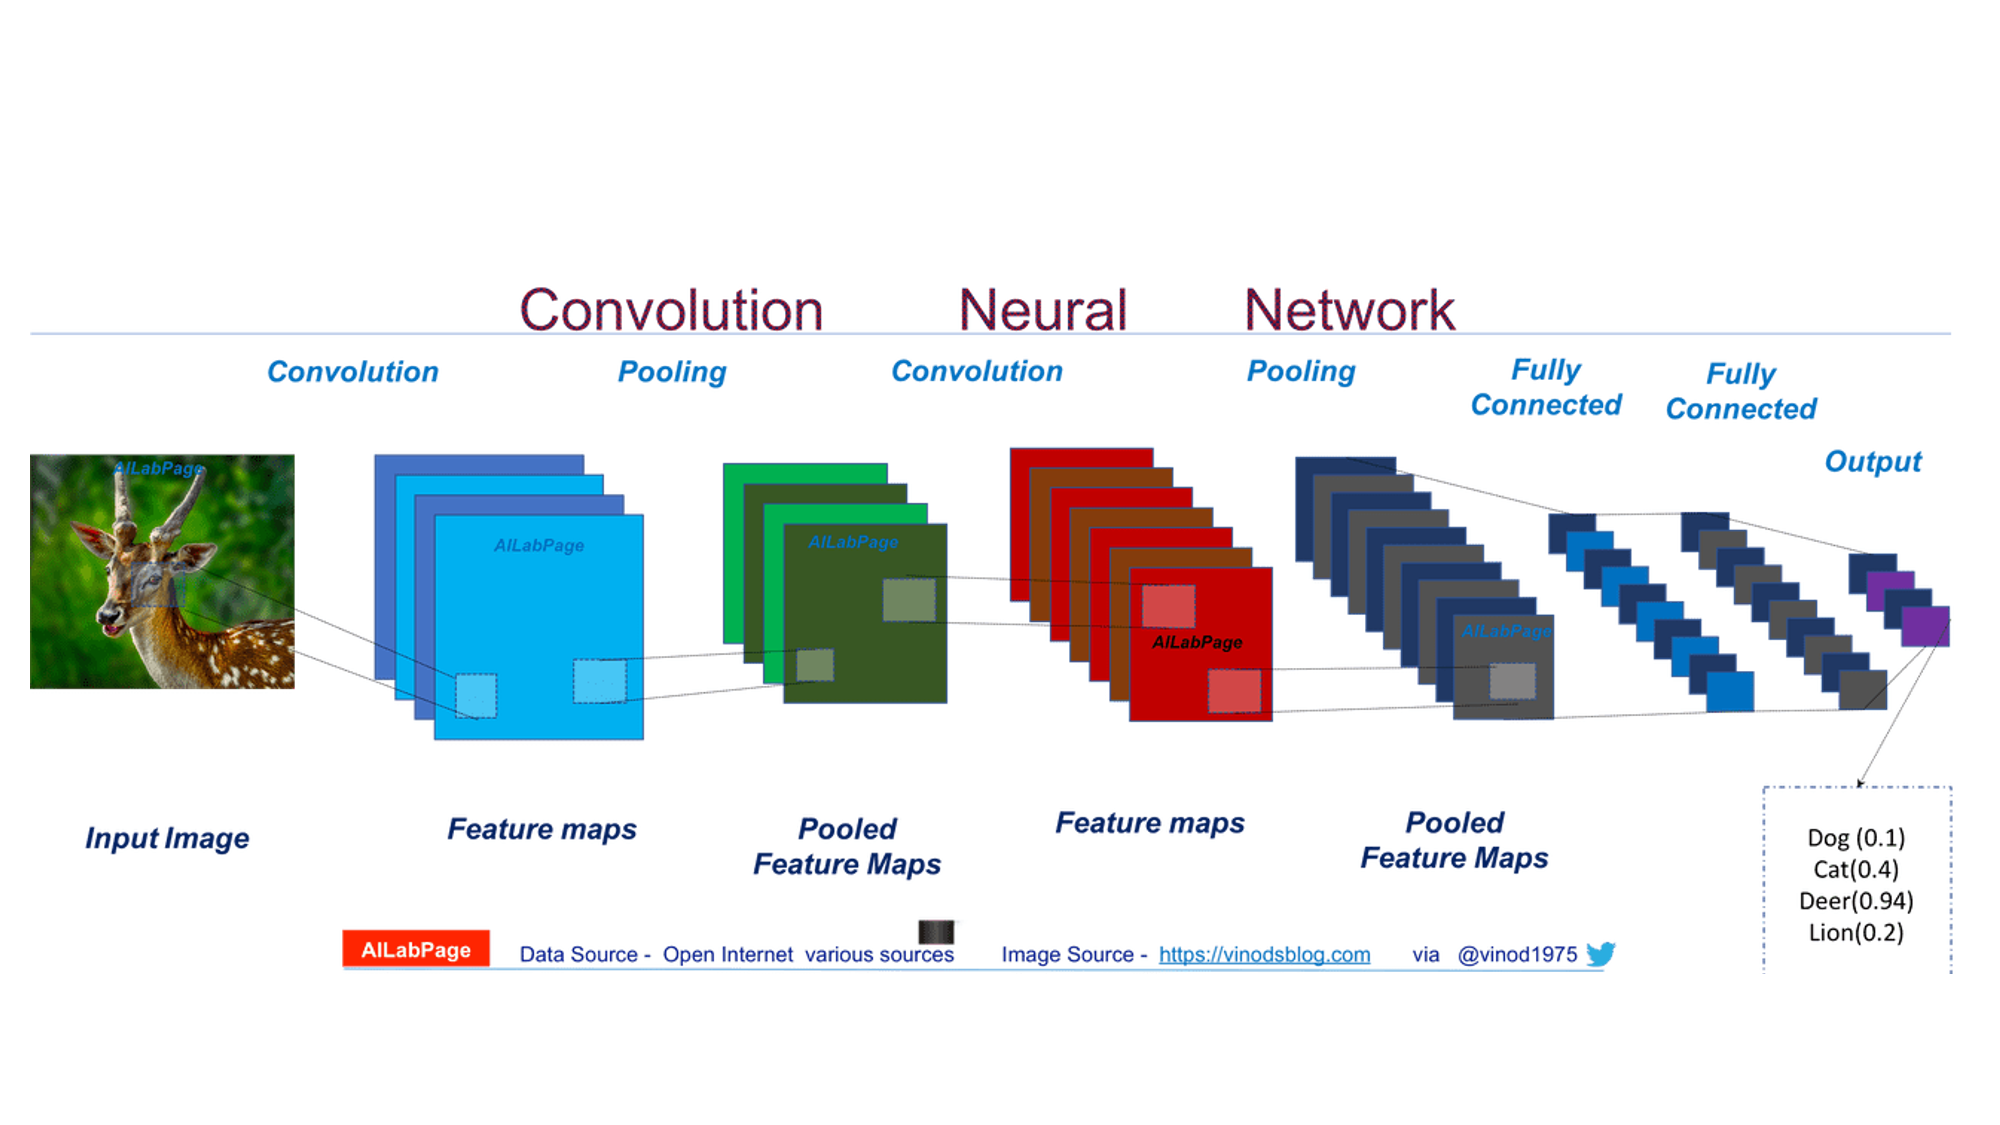 Convolution Neural Network
Convolution Pooling Convolution Pooling Fully Connected Fully Connected
Output
AILabPage
AILabPage
AILabPage
AILabPage
AILabPage
Input Image
Feature maps
Pooled
Feature Maps
Feature maps
Pooled
Feature Maps
Dog (0.1)
Cat(0.4)
Deer(0.94)
Lion(0.2)
AILabPage
Data Source - Open Internet various sources
Image Source - https://vinodsblog.com via @vinod1975